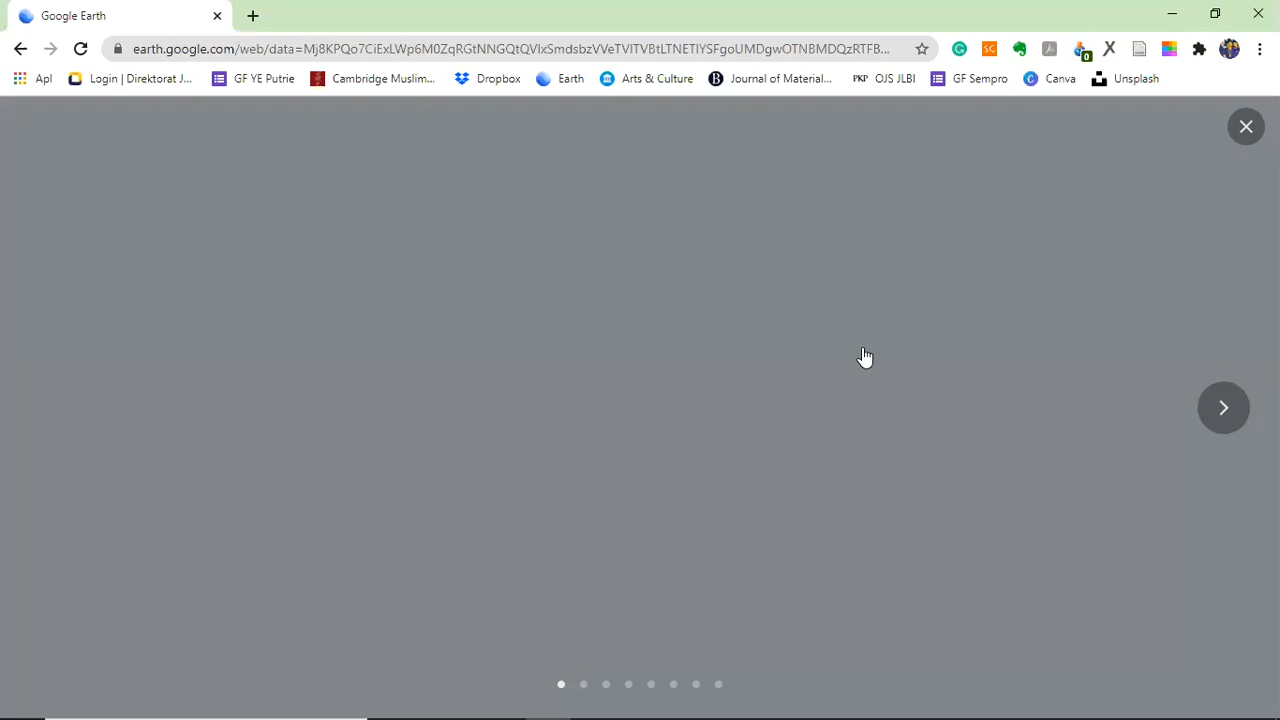 Google Earth
earth.google.com/web/data=Mj8KPQo7CiExLWp6M0ZqRGtNNGQtQVlxSmdsbzVVeTVlTVBtLTNETlYSFgoUMDgwOTNBMDQzRTFB...
Apl
Login | Direktorat J...
GF YE Putrie
Cambridge Muslim...
Dropbox
Earth
Arts & Culture
Journal of Material...
OJS JLBI
GF Sempro
Canva
Unsplash